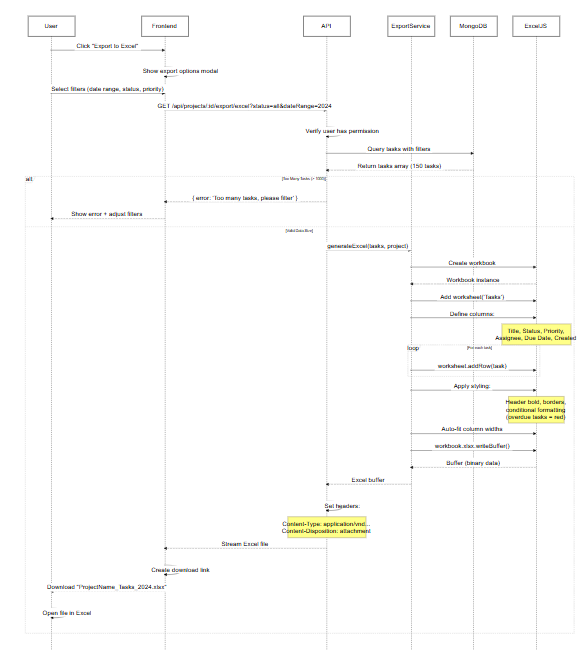 User
Frontend
API
ExportService
MongoDB
ExcelJS
Click "Export to Excel"
Show export options modal
Select filters (date range, status, priority)
GET /api/projects/:id/export/excel?status=all&dateRange=2024
Verify user has permission
Query tasks with filters
Return tasks array (150 tasks)
alt
[Too Many Tasks (> 1000)]
{ error: 'Too many tasks, please filter' }
Show error + adjust filters
[Valid Data Size]
generateExcel(tasks, project)
Create workbook
Workbook instance
Add worksheet('Tasks')
Define columns:
Title, Status, Priority,
Assignee, Due Date, Created
loop
[For each task]
worksheet.addRow(task)
Apply styling:
Header bold, borders,
conditional formatting
(overdue tasks = red)
Auto-fit column widths
workbook.xlsx.writeBuffer()
Buffer (binary data)
Excel buffer
Set headers:
Content-Type: application/vnd...
Content-Disposition: attachment
Stream Excel file
Create download link
Download "ProjectName_Tasks_2024.xlsx"
Open file in Excel